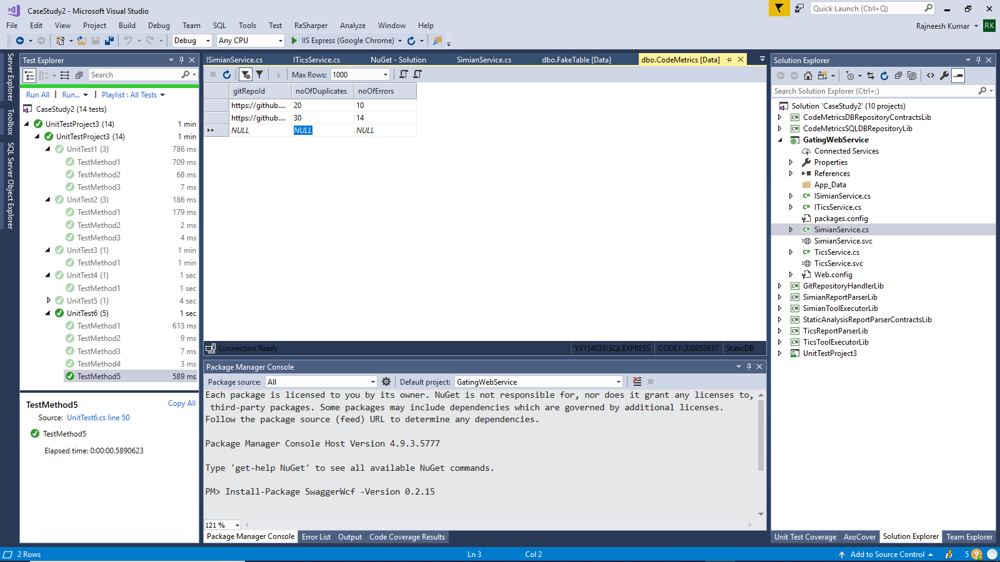 CaseStudy2 - Microsoft Visual Studio
Quick Launch (Ctrl+Q)
File Edit View Project Build Debug Team SQL Tools Test ReSharper Analyze Window Help
Rajneesh Kumar RK
Debug Any CPU IIS Express (Google Chrome)
Server Explorer
Toolbox
SQL Server Object Explorer
Test Explorer
Search
Run All | Run... | Playlist : All Tests
CaseStudy2 (14 tests)
UnitTestProject3 (14) 1 min
UnitTestProject3 (14) 1 min
UnitTest1 (3) 786 ms
TestMethod1 709 ms
TestMethod2 68 ms
TestMethod3 7 ms
UnitTest2 (3) 186 ms
TestMethod1 179 ms
TestMethod2 2 ms
TestMethod3 4 ms
UnitTest3 (1) 1 min
TestMethod1 1 min
UnitTest4 (1) 1 sec
TestMethod1 1 sec
UnitTest5 (1) 4 sec
UnitTest6 (5) 1 sec
TestMethod1 613 ms
TestMethod2 9 ms
TestMethod3 7 ms
TestMethod4 3 ms
TestMethod5 589 ms
TestMethod5 Copy All
Source: UnitTest6.cs line 50
TestMethod5
Elapsed time: 0:00:00.5890623
ISimianService.cs ITicsService.cs NuGet - Solution SimianService.cs dbo.FakeTable [Data] dbo.CodeMetrics [Data]
Max Rows: 1000
gitRepoId noOfDuplicates noOfErrors
https://github.... 20 10
https://github.... 30 14
NULL NULL NULL
Connection Ready YY154035\SQLEXPRESS CODE1\320053937 StaticDB
Package Manager Console
Package source: All Default project: GatingWebService
Each package is licensed to you by its owner. NuGet is not responsible for, nor does it grant any licenses to,
third-party packages. Some packages may include dependencies which are governed by additional licenses.
Follow the package source (feed) URL to determine any dependencies.
Package Manager Console Host Version 4.9.3.5777
Type 'get-help NuGet' to see all available NuGet commands.
PM> Install-Package SwaggerWcf -Version 0.2.15
121 %
Package Manager Console Error List Output Code Coverage Results
Solution Explorer
Search Solution Explorer (Ctrl+;)
Solution 'CaseStudy2' (10 projects)
CodeMetricsDBRepositoryContractsLib
CodeMetricsSQLDBRepositoryLib
GatingWebService
Connected Services
Properties
References
App_Data
ISimianService.cs
ITicsService.cs
packages.config
SimianService.cs
SimianService.svc
TicsService.cs
TicsService.svc
Web.config
GitRepositoryHandlerLib
SimianReportParserLib
SimianToolExecutorLib
StaticAnalysisReportParserContractsLib
TicsReportParserLib
TicsToolExecutorLib
UnitTestProject3
Unit Test Coverage AxoCover Solution Explorer Team Explorer
2 Rows Ln 3 Col 2 Add to Source Control 5